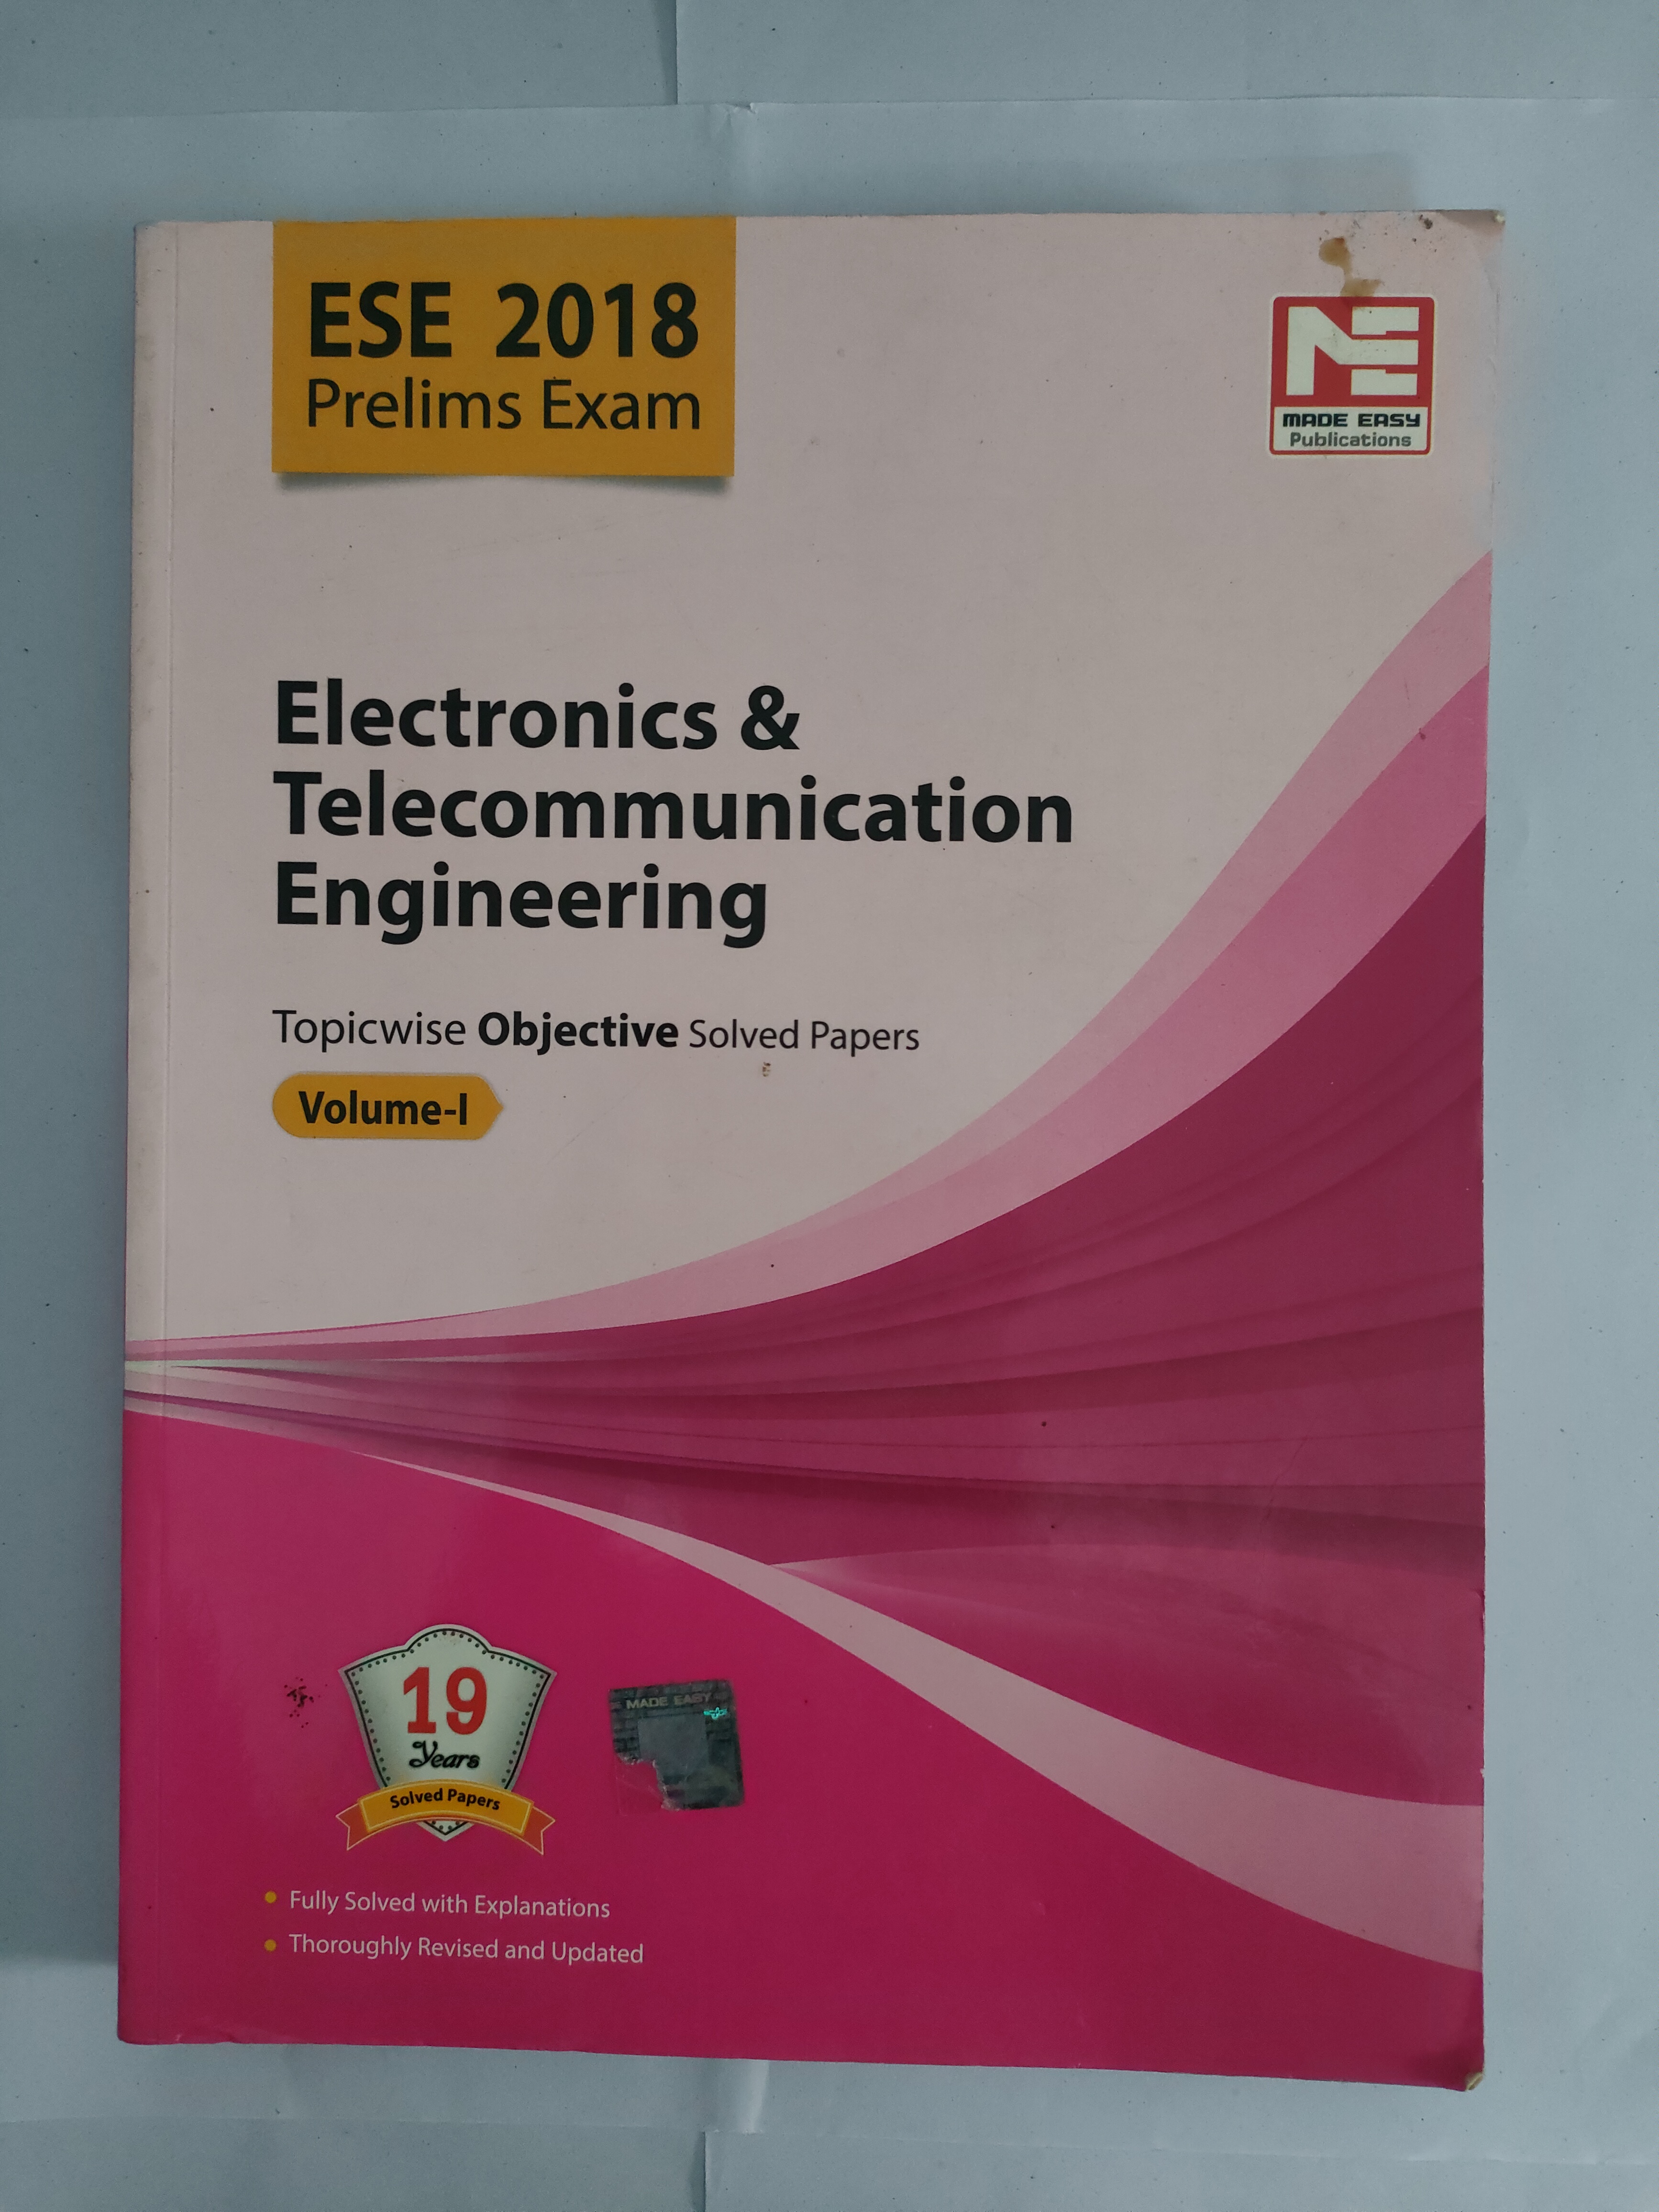 ESE 2018
Prelims Exam
MADE EASY
Publications
Electronics &
Telecommunication
Engineering
Topicwise Objective Solved Papers
Volume-I
19
Years
Solved Papers
MADE EASY
Fully Solved with Explanations
Thoroughly Revised and Updated